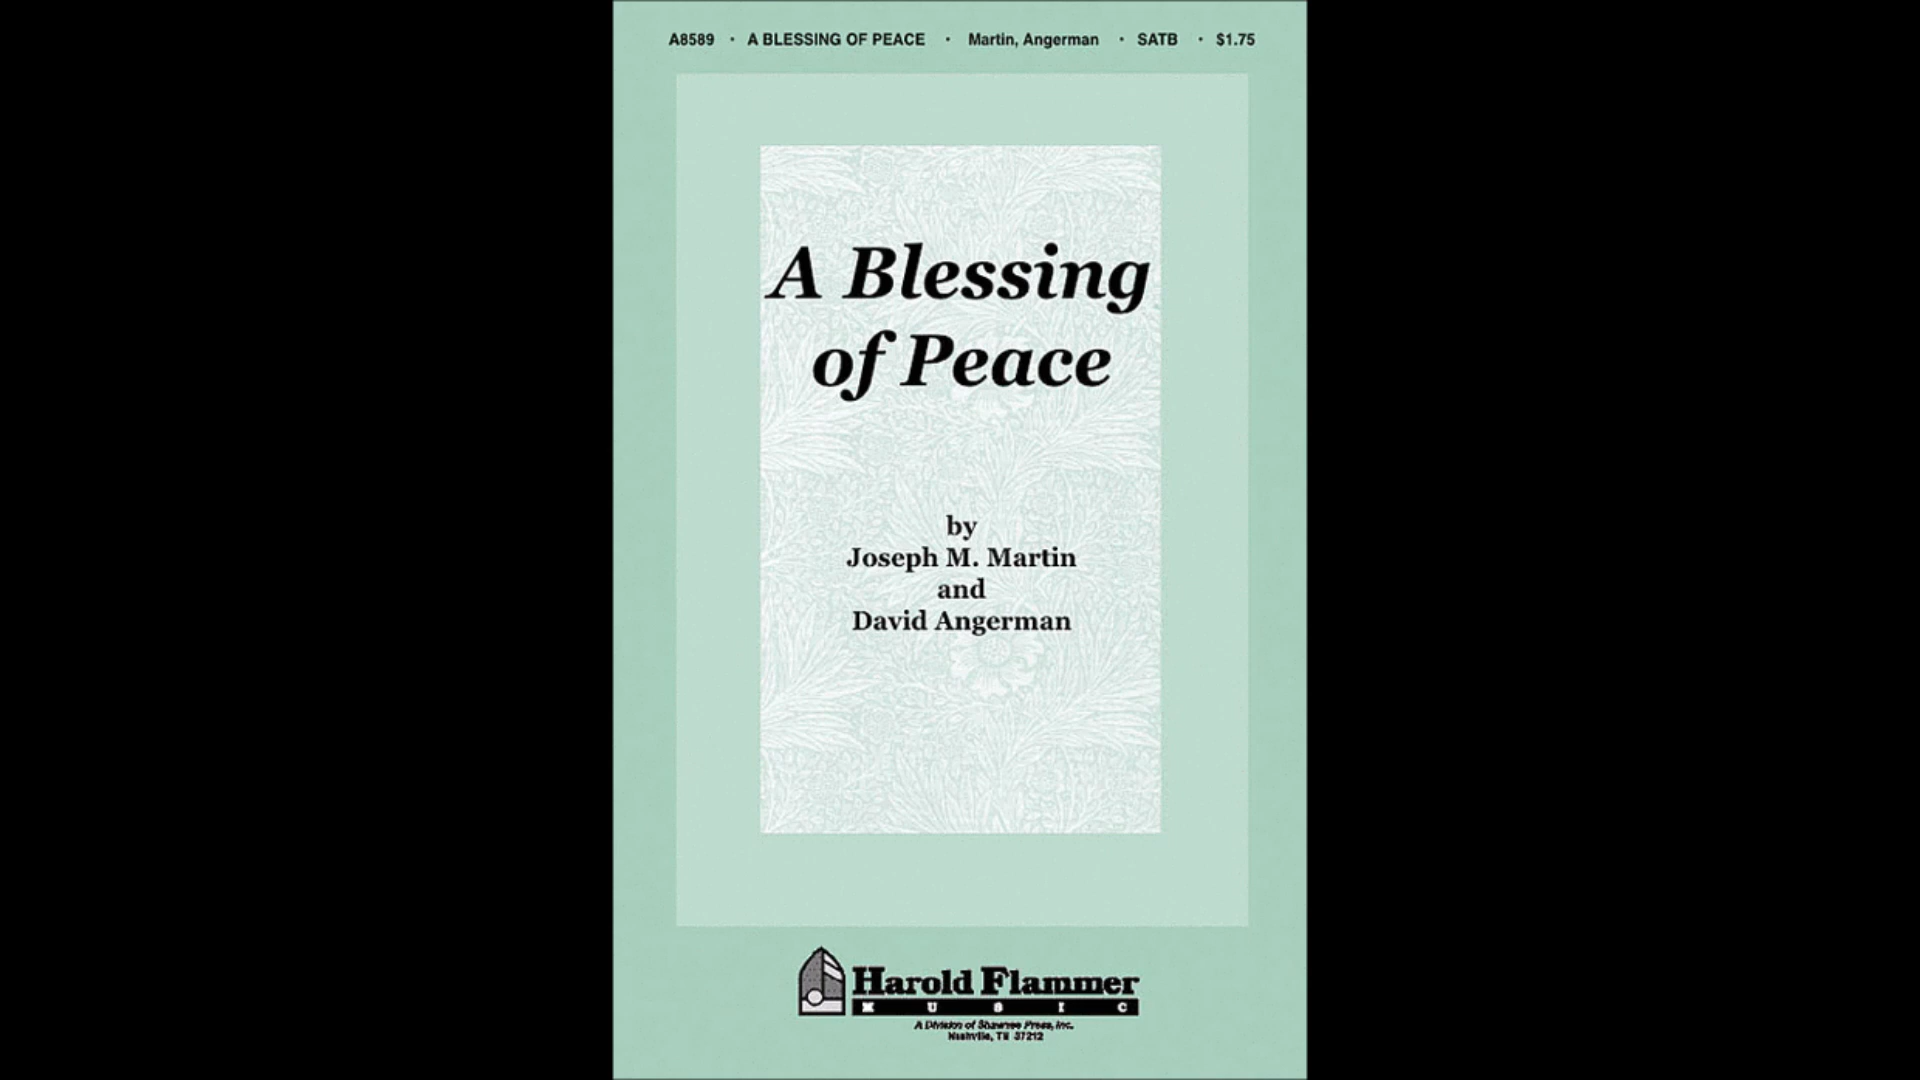 A8589 • A BLESSING OF PEACE • Martin, Angerman • SATB • $1.75
A Blessing
of Peace
by
Joseph M. Martin
and
David Angerman
Harold Flammer
MUSIC
A Division of Shawnee Press, Inc.
Nashville, TN 37212